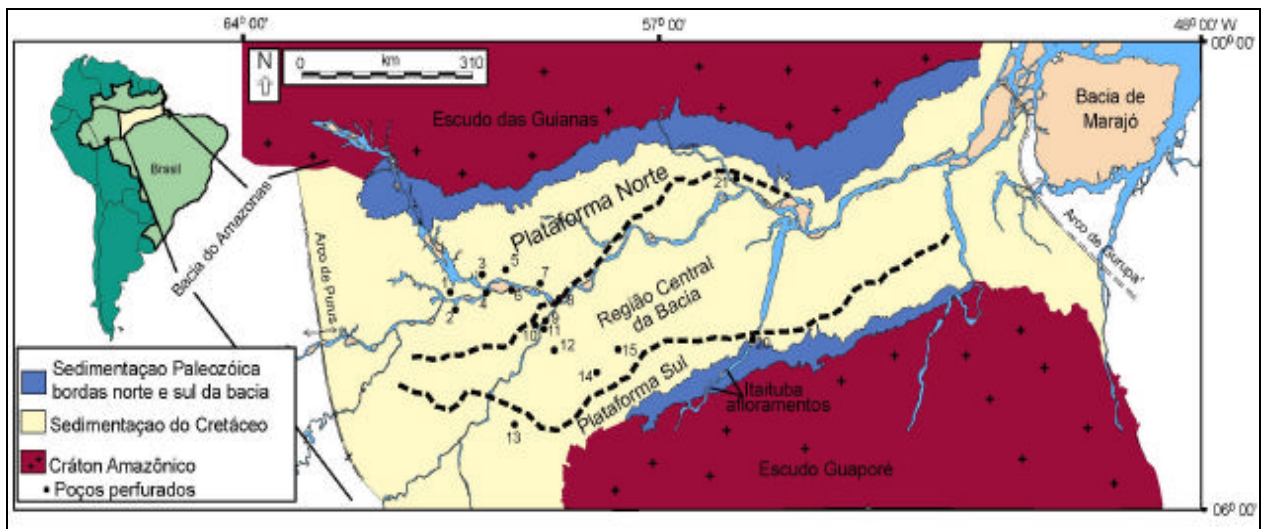 64º 00'
57º 00'
48º 00' W
00º 00'
N
0 km 310
Escudo das Guianas
Bacia de
Marajó
Brasil
Bacia do Amazonas
Plataforma Norte
21
Arco de Purus
Arco de Gurupa'
3
5
1
4
6
7
2
8
9
10
11
12
Região Central
da Bacia
15
14
13
20
Plataforma Sul
Itaituba
afloramentos
Escudo Guaporé
Sedimentaçao Paleozóica
bordas norte e sul da bacia
Sedimentaçao do Cretáceo
Cráton Amazônico
Poços perfurados
06º 00'